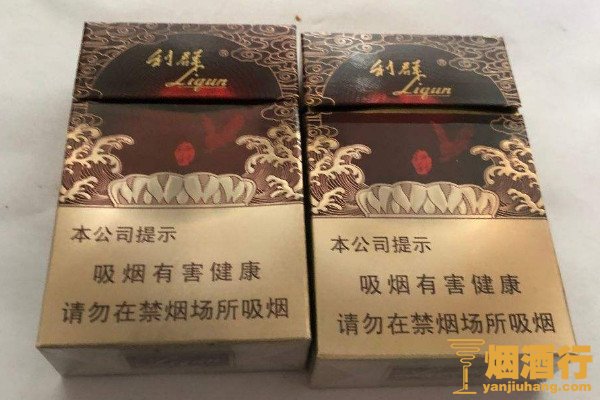 利群
Liqun
®
本公司提示
吸烟有害健康
请勿在禁烟场所吸烟
利群
Liqun
®
本公司提示
吸烟有害健康
请勿在禁烟场所吸烟
烟酒行
yanjiuhang.com